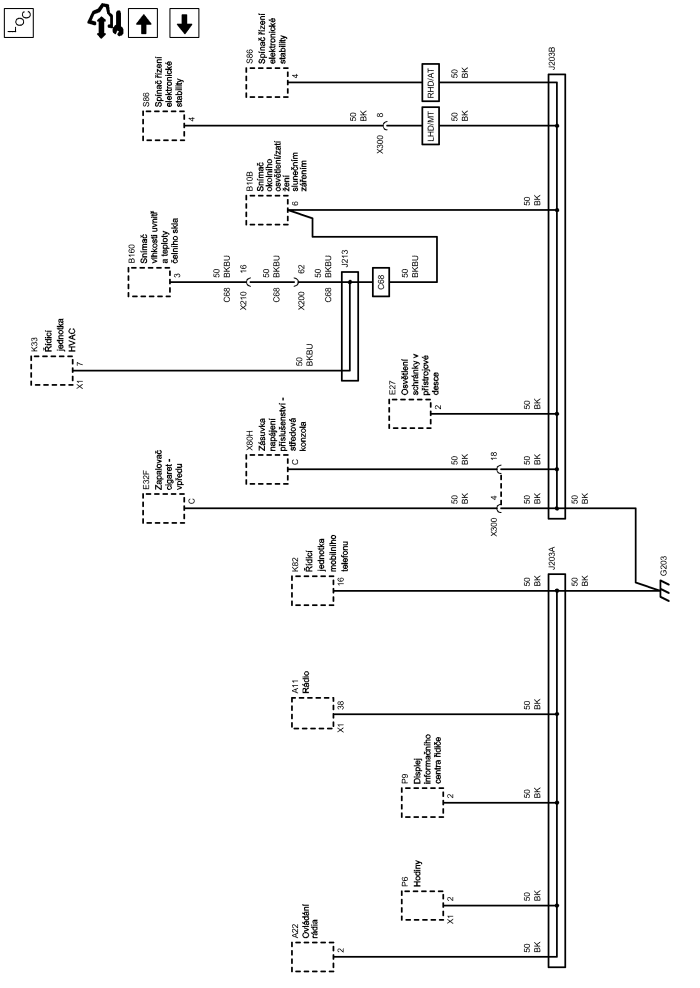 LOC
A22
Ovládání
rádia
2
50
BK
P6
Hodiny
2
X1
50
BK
P9
Displej
informačního
centra řidiče
2
50
BK
A11
Rádio
38
X1
50
BK
K82
Řídicí
jednotka
mobilního
telefonu
16
50
BK
J203A
50
BK
G203
E32F
Zapalovač
cigaret -
vpředu
C
50
BK
4
X300
50
BK
X80H
Zásuvka
napájení
příslušenství -
středová
konzola
C
50
BK
18
50
BK
E27
Osvětlení
schránky v
přístrojové
desce
2
50
BK
50
BK
K33
Řídicí
jednotka
HVAC
7
X1
50
BKBU
B160
Snímač
vlhkosti uvnitř
a teploty
čelního skla
3
50
BKBU
C68
16
X210
50
BKBU
C68
62
X200
50
BKBU
C68
J213
C68
50
BKBU
B10B
Snímač
okolního
osvětlení/zatí
žení
slunečním
zářením
6
50
BK
S86
Spínač řízení
elektronické
stability
4
50
BK
8
X300
LHD/MT
50
BK
S86
Spínač řízení
elektronické
stability
4
RHD/AT
50
BK
J203B